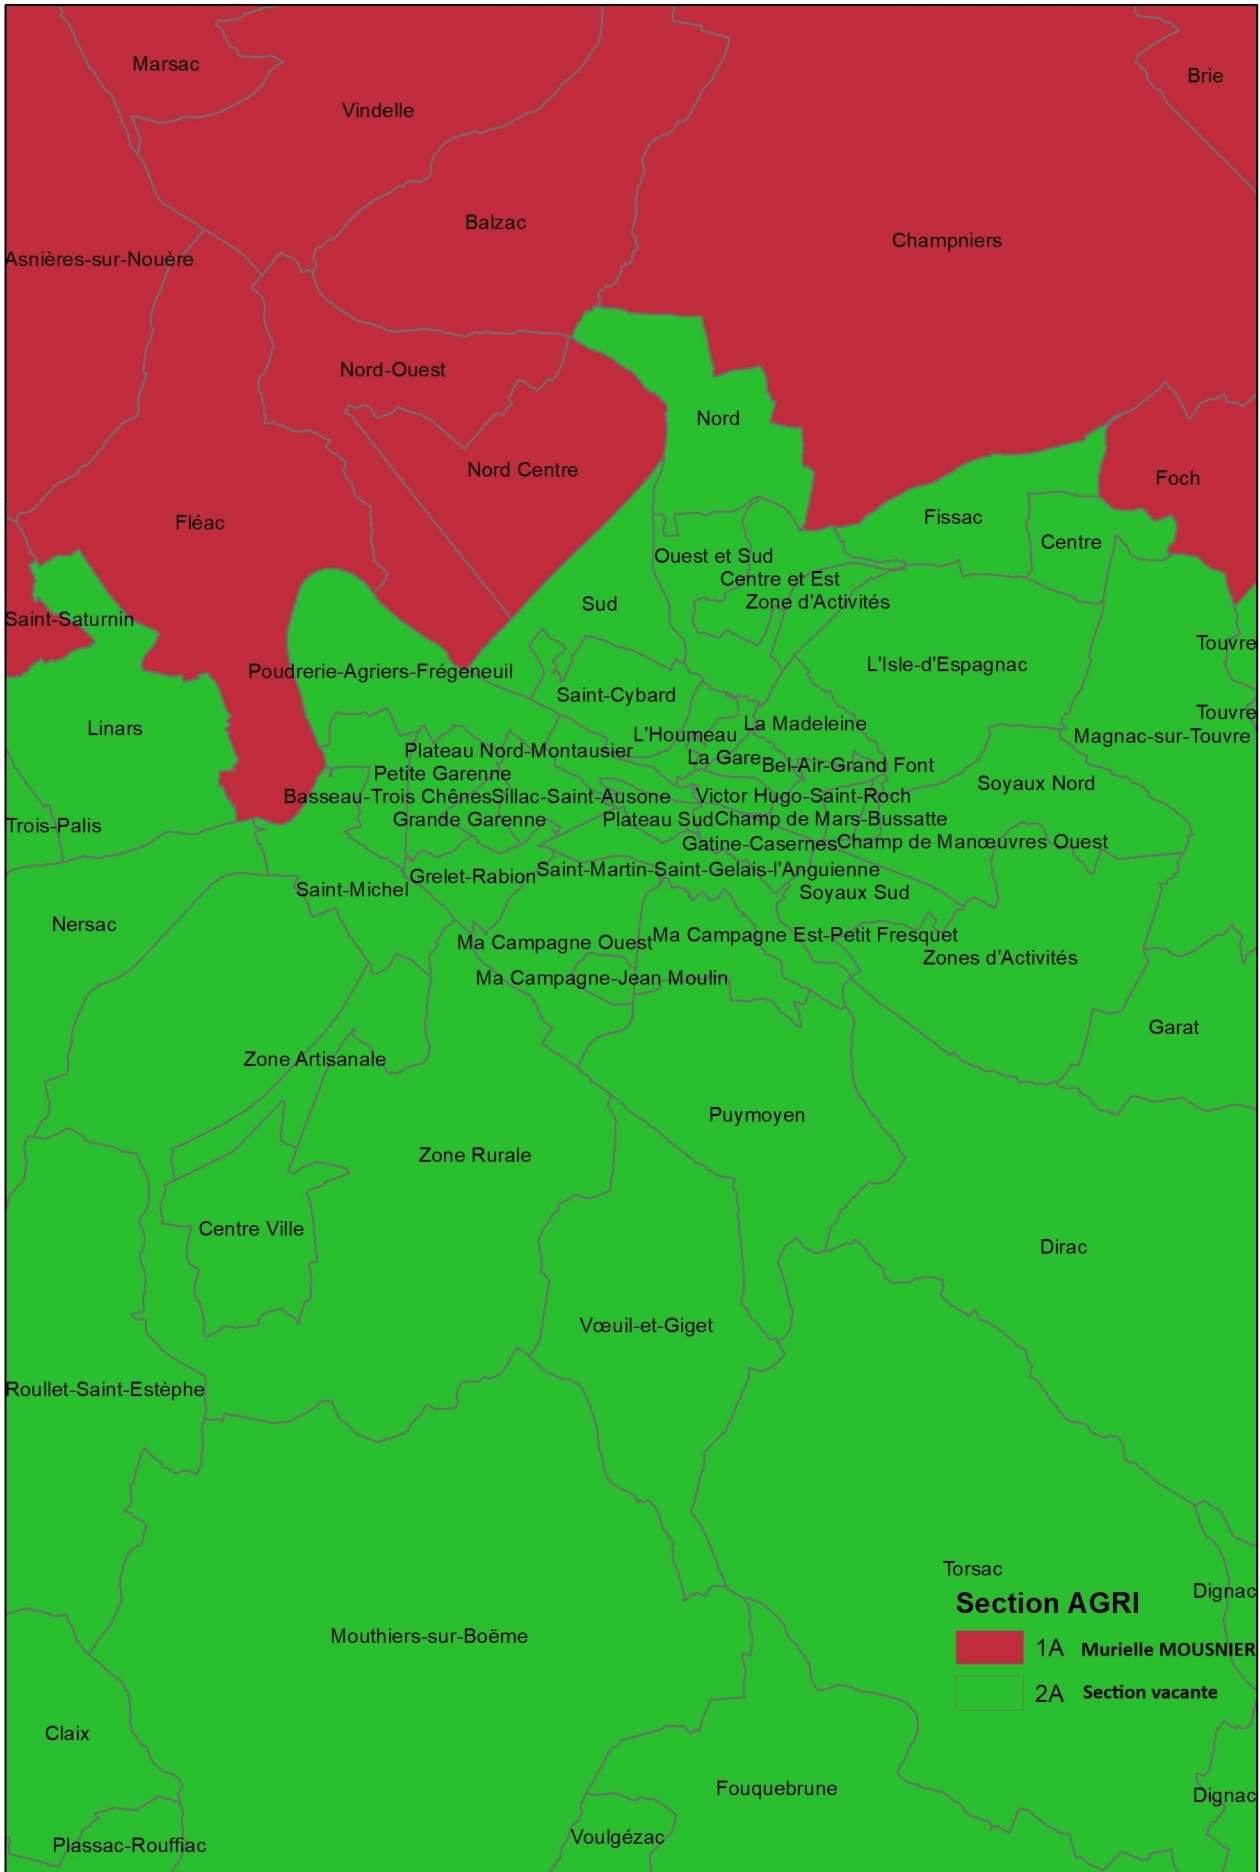 Marsac
Brie
Vindelle
Balzac
Champniers
Asnières-sur-Nouère
Nord-Ouest
Nord
Nord Centre
Foch
Fléac
Fissac
Centre
Ouest et Sud
Centre et Est
Sud
Zone d'Activités
Saint-Saturnin
Touvre
L'Isle-d'Espagnac
Poudrerie-Agriers-Frégeneuil
Saint-Cybard
Touvre
Linars
La Madeleine
L'Houmeau
Magnac-sur-Touvre
Plateau Nord-Montausier
La Gare
Bel-Air-Grand Font
Petite Garenne
Soyaux Nord
Basseau-Trois Chênes
Sillac-Saint-Ausone
Victor Hugo-Saint-Roch
Trois-Palis
Grande Garenne
Plateau Sud
Champ de Mars-Bussatte
Gatine-Casernes
Champ de Manœuvres Ouest
Saint-Martin-Saint-Gelais-l'Anguienne
Grelet-Rabion
Saint-Michel
Soyaux Sud
Nersac
Ma Campagne Ouest
Ma Campagne Est-Petit Fresquet
Zones d'Activités
Ma Campagne-Jean Moulin
Garat
Zone Artisanale
Puymoyen
Zone Rurale
Centre Ville
Dirac
Vœuil-et-Giget
Roullet-Saint-Estèphe
Torsac
Dignac
Section AGRI
1A Murielle MOUSNIER
2A Section vacante
Mouthiers-sur-Boëme
Claix
Fouquebrune
Dignac
Voulgézac
Plassac-Rouffiac